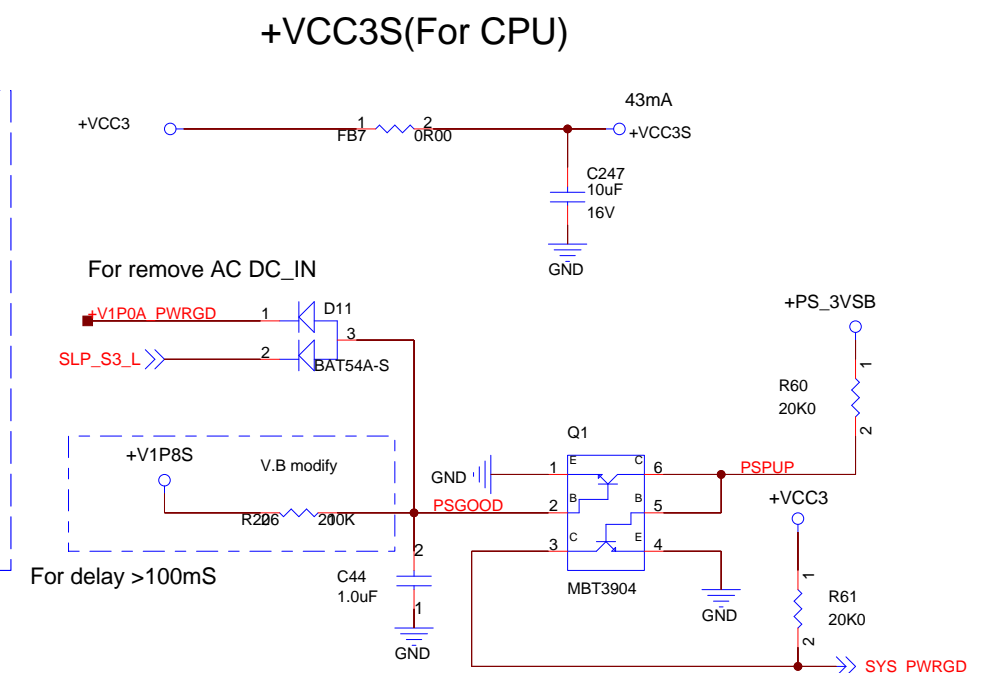 +VCC3S(For CPU)
43mA
+VCC3
1
2
FB7
0R00
+VCC3S
C247
10uF
16V
GND
For remove AC DC_IN
+V1P0A_PWRGD
1
D11
3
SLP_S3_L
2
BAT54A-S
+PS_3VSB
1
R60
20K0
2
+V1P8S
V.B modify
Q1
GND
1
E
C
6
PSPUP
PSGOOD
2
B
B
5
3
C
E
4
MBT3904
GND
+VCC3
For delay >100mS
2
C44
1.0uF
1
GND
1
R61
20K0
2
SYS_PWRGD